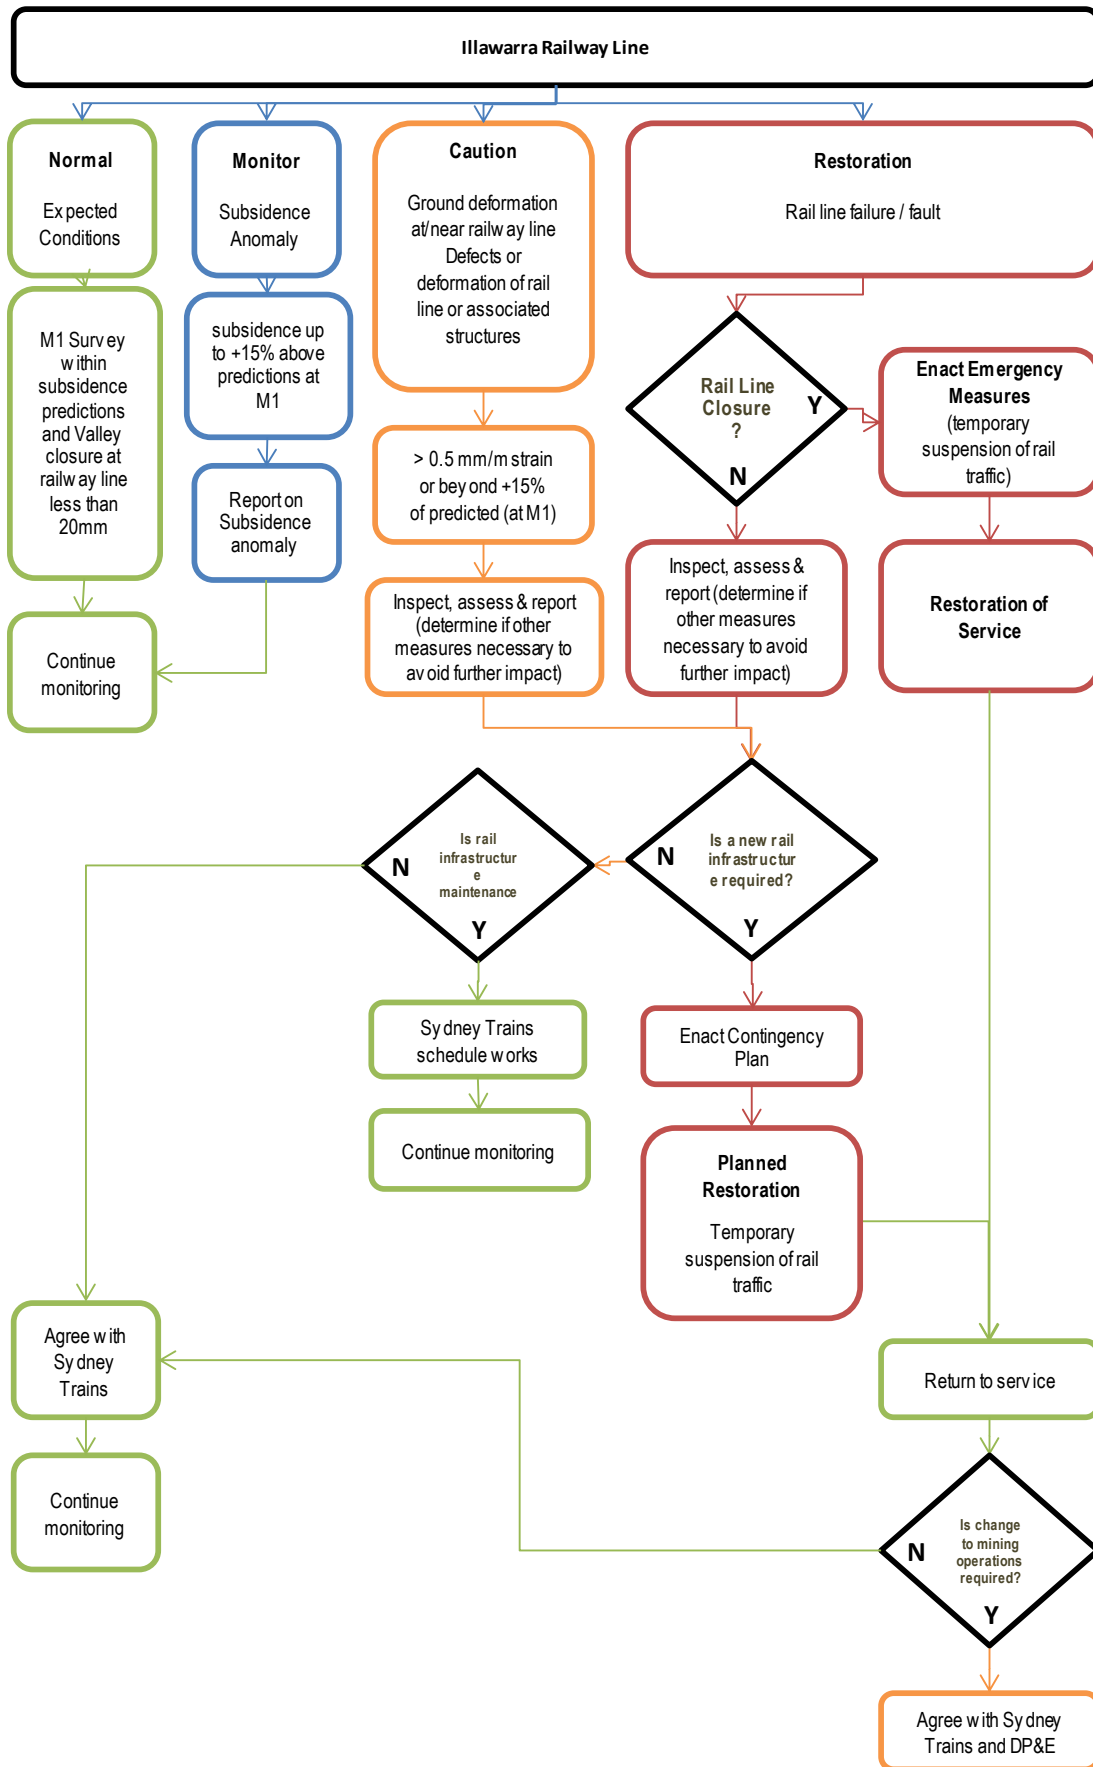 Illawarra Railway Line
Normal
Expected
Conditions
Monitor
Subsidence
Anomaly
Caution
Ground deformation
at/near railway line
Defects or
deformation of rail
line or associated
structures
Restoration
Rail line failure / fault
M1 Survey
within
subsidence
predictions
and Valley
closure at
railway line
less than
20mm
subsidence up
to +15% above
predictions at
M1
> 0.5 mm/m strain
or beyond +15%
of predicted (at M1)
Rail Line
Closure
?
Y
N
Enact Emergency
Measures
(temporary
suspension of rail
traffic)
Report on
Subsidence
anomaly
Inspect, assess & report
(determine if other
measures necessary to
avoid further impact)
Inspect, assess &
report (determine if
other measures
necessary to avoid
further impact)
Restoration of
Service
Continue
monitoring
Is rail
infrastructur
e
maintenance
N
Y
Is a new rail
infrastructur
e required?
N
Y
Sydney Trains
schedule works
Enact Contingency
Plan
Continue monitoring
Planned
Restoration
Temporary
suspension of rail
traffic
Agree with
Sydney
Trains
Return to service
Continue
monitoring
Is change
to mining
operations
required?
N
Y
Agree with Sydney
Trains and DP&E